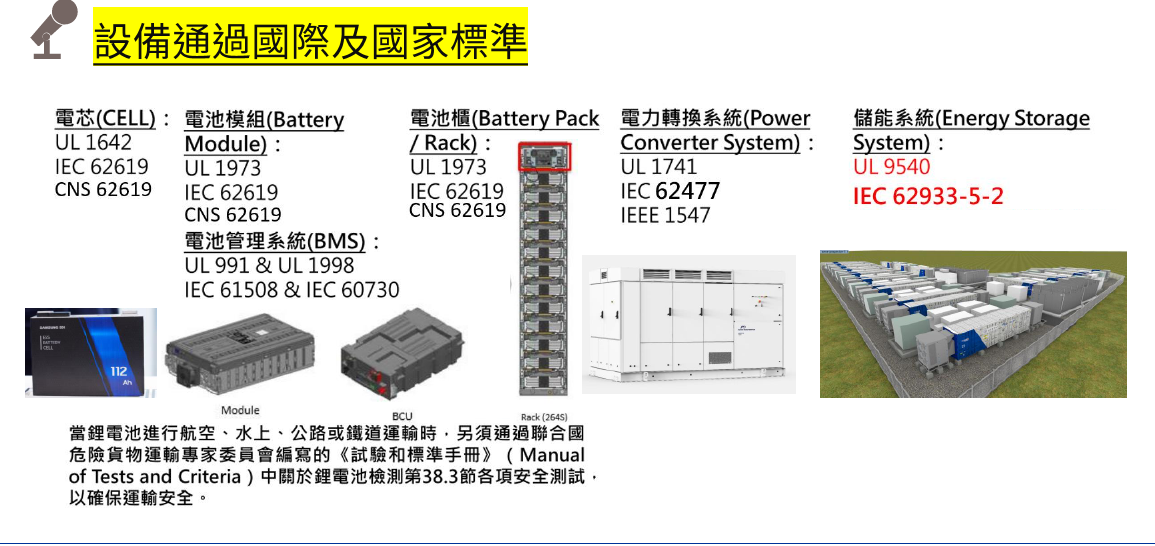 設備通過國際及國家標準
電芯(CELL)：
UL 1642
IEC 62619
CNS 62619
電池模組(Battery
Module)：
UL 1973
IEC 62619
CNS 62619
電池管理系統(BMS)：
UL 991 & UL 1998
IEC 61508 & IEC 60730
電池櫃(Battery Pack
/ Rack)：
UL 1973
IEC 62619
CNS 62619
電力轉換系統(Power
Converter System)：
UL 1741
IEC 62477
IEEE 1547
儲能系統(Energy Storage
System)：
UL 9540
IEC 62933-5-2
SAMSUNG SDI
ESS
BATTERY
CELL
112
Ah
Module
BCU
Rack (264S)
當鋰電池進行航空、水上、公路或鐵道運輸時，另須通過聯合國
危險貨物運輸專家委員會編寫的《試驗和標準手冊》（Manual
of Tests and Criteria）中關於鋰電池檢測第38.3節各項安全測試，
以確保運輸安全。